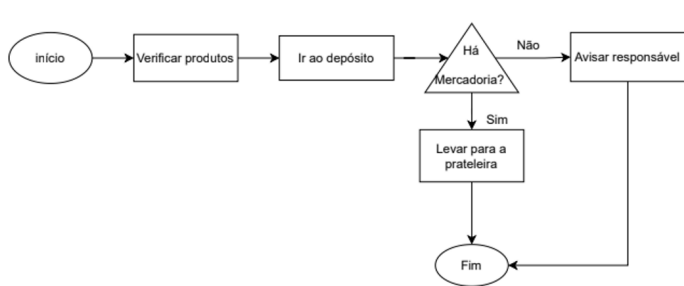 início
Verificar produtos
Ir ao depósito
Há
Mercadoria?
Não
Avisar responsável
Sim
Levar para a
prateleira
Fim